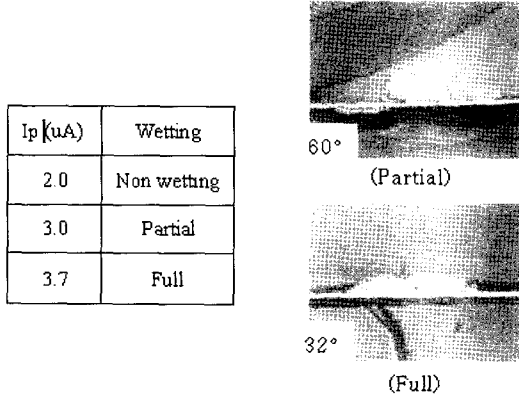 Ip (uA) Wetting
2.0 Non wetting
3.0 Partial
3.7 Full
60°
(Partial)
32°
(Full)